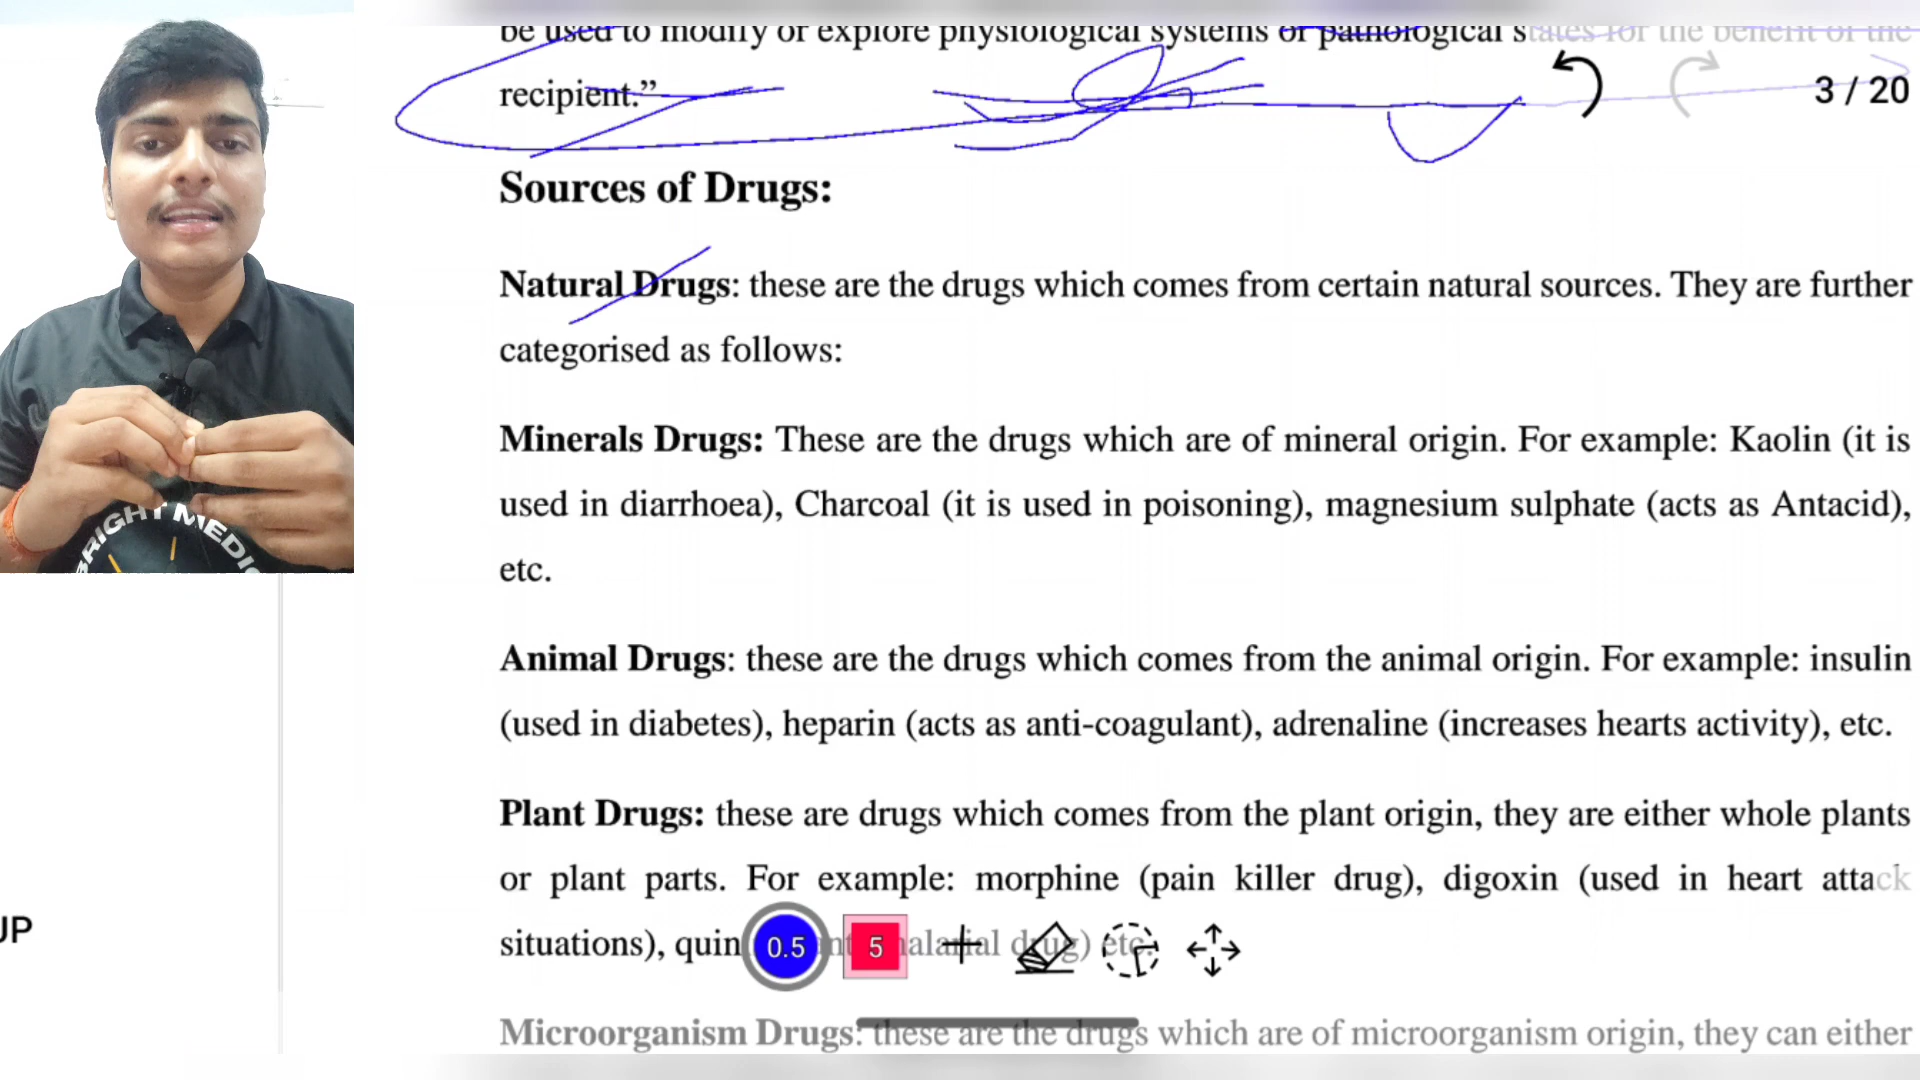 be used to modify or explore physiological systems or pathological states for the benefit of the
recipient.”
3 / 20
Sources of Drugs:
Natural Drugs: these are the drugs which comes from certain natural sources. They are further
categorised as follows:
Minerals Drugs: These are the drugs which are of mineral origin. For example: Kaolin (it is
used in diarrhoea), Charcoal (it is used in poisoning), magnesium sulphate (acts as Antacid),
etc.
BRIGHT MEDIC
Animal Drugs: these are the drugs which comes from the animal origin. For example: insulin
(used in diabetes), heparin (acts as anti-coagulant), adrenaline (increases hearts activity), etc.
Plant Drugs: these are drugs which comes from the plant origin, they are either whole plants
or plant parts. For example: morphine (pain killer drug), digoxin (used in heart attack
UP
situations), quin 0.5 5 alarial drug) etc.
Microorganism Drugs: these are the drugs which are of microorganism origin, they can either